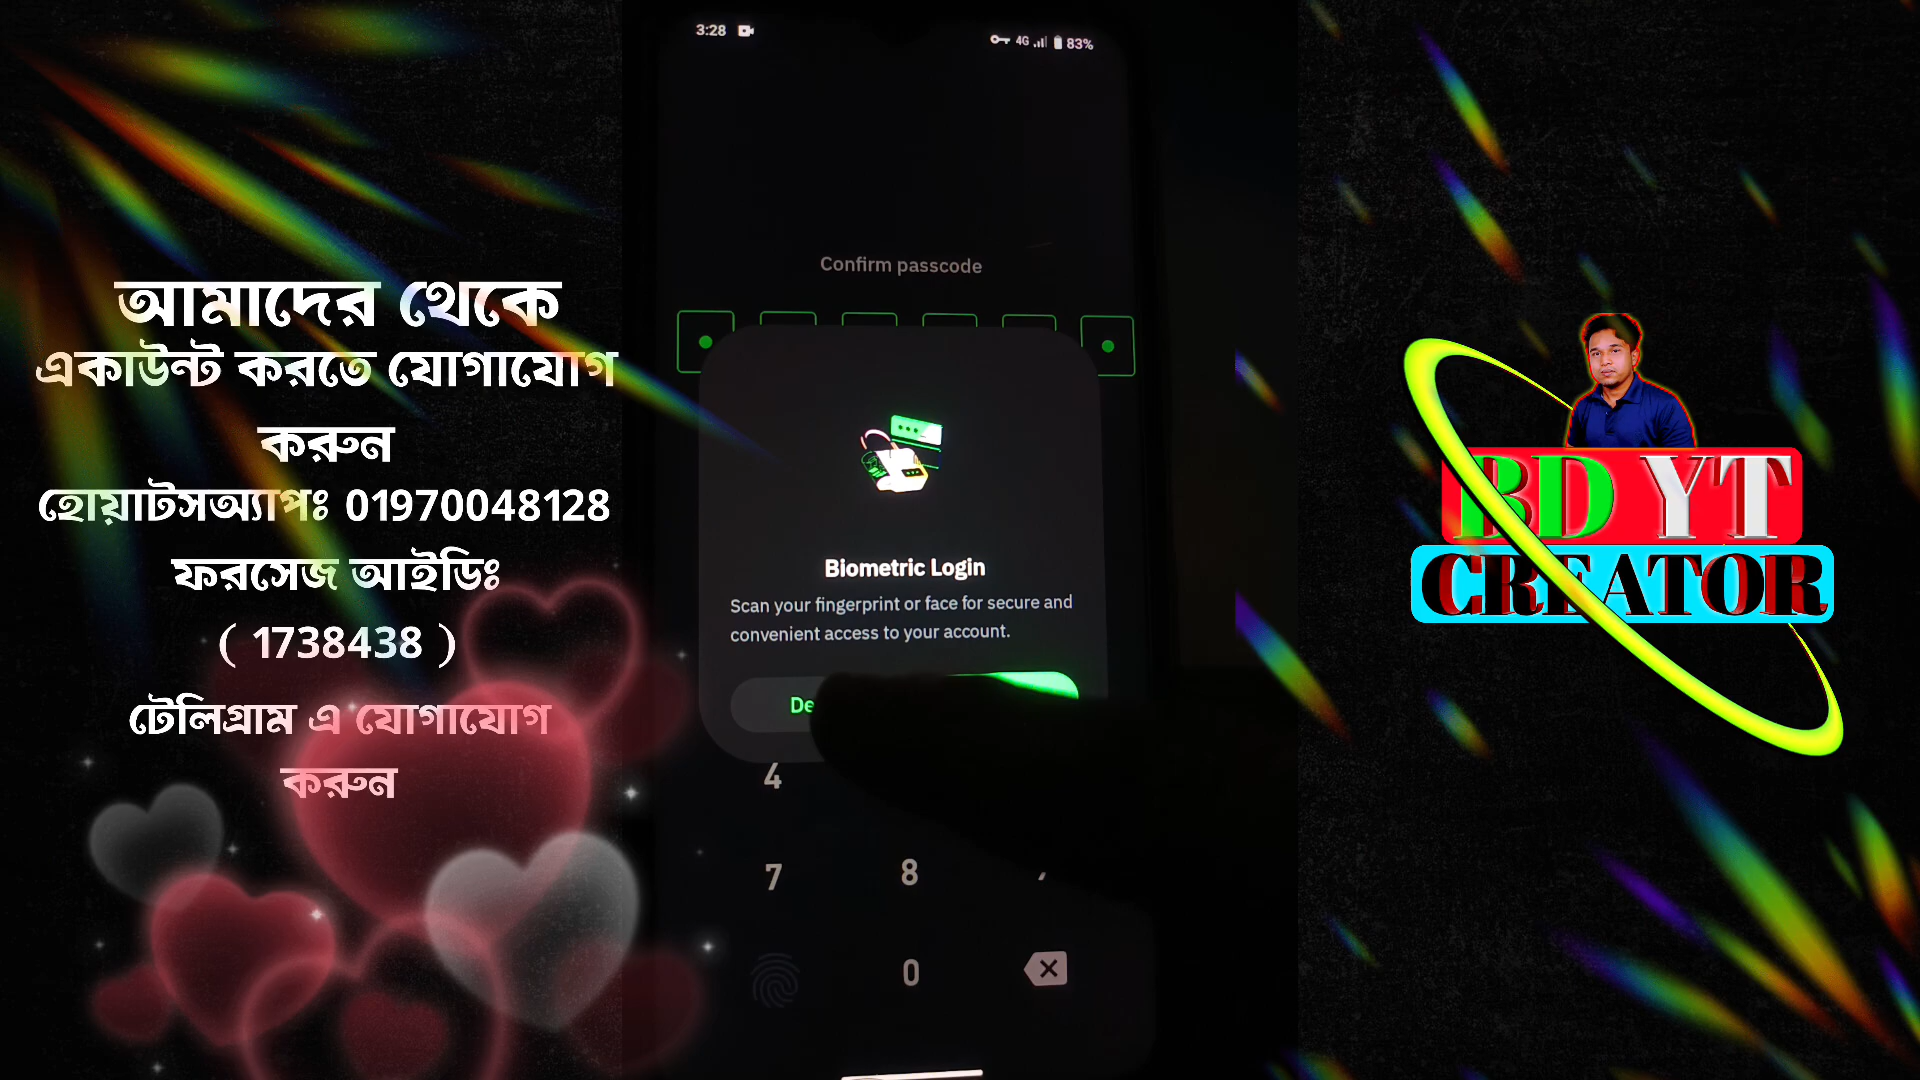 আমাদের থেকে
একাউন্ট করতে যোগাযোগ
করুন
হোয়াটসঅ্যাপঃ 01970048128
ফরসেজ আইডিঃ
( 1738438 )
টেলিগ্রাম এ যোগাযোগ
করুন
3:28
4G 83%
Confirm passcode
Biometric Login
Scan your fingerprint or face for secure and
convenient access to your account.
4
7 8
0
BD YT
CREATOR